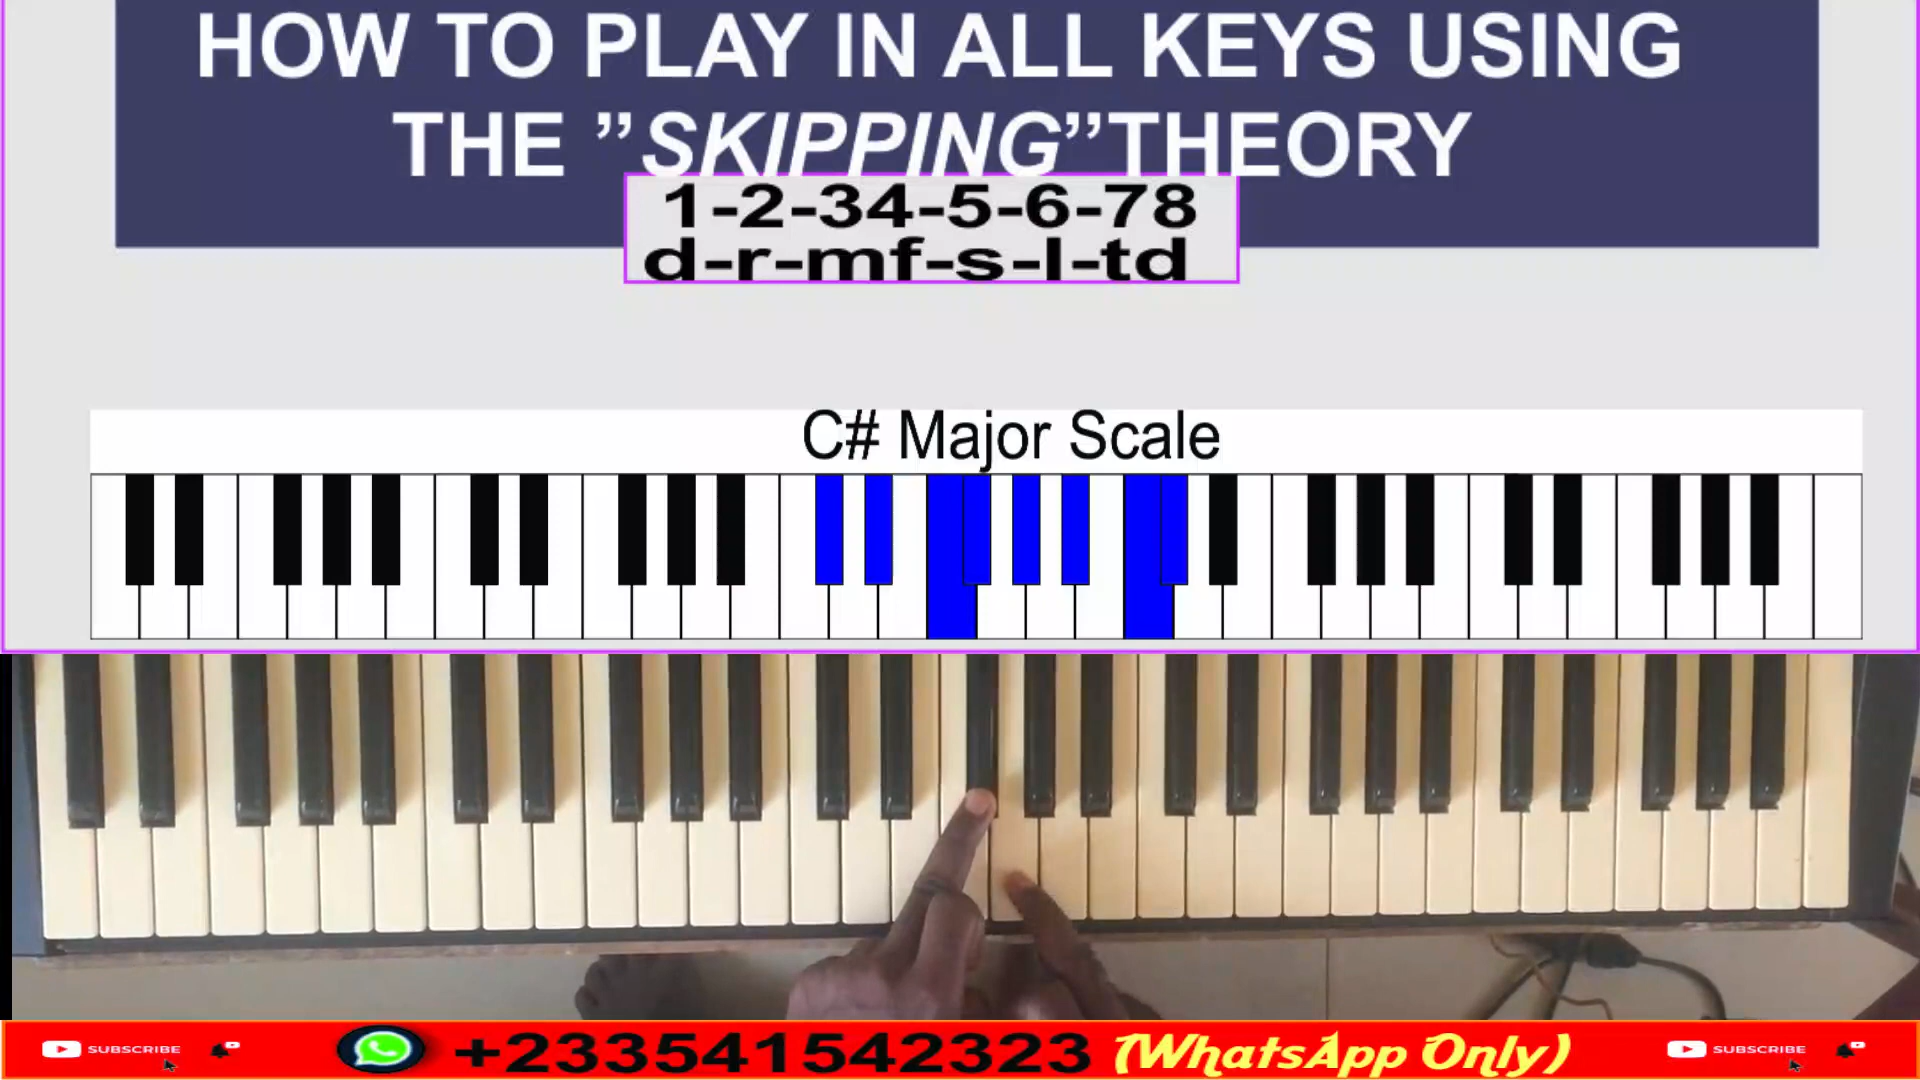 HOW TO PLAY IN ALL KEYS USING
THE ”SKIPPING”THEORY
1-2-34-5-6-78
d-r-mf-s-l-td
C# Major Scale
SUBSCRIBE
+233541542323 (WhatsApp Only)
SUBSCRIBE